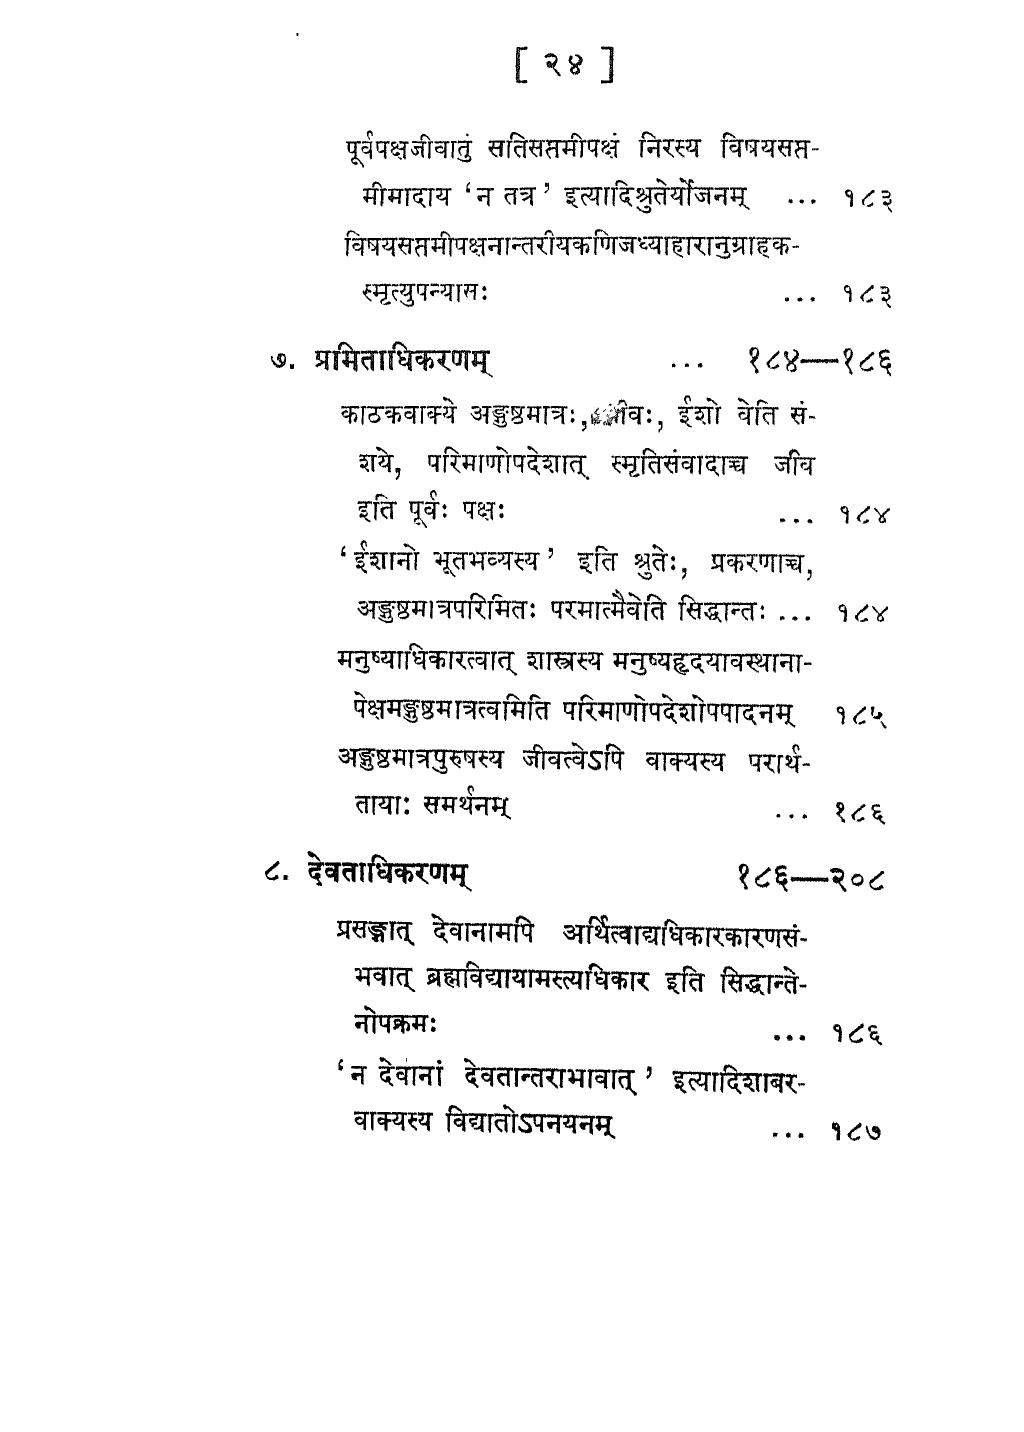 [ २४ ]
पूर्वपक्षजीवातुं सतिसप्तमीपक्षं निरस्य विषयसप्त-
मीमादाय ‘न तत्र’ इत्यादिश्रुतेर्योजनम् ... १८३
विषयसप्तमीपक्षनान्तरीयकणिजध्याहारानुग्राहक-
स्मृत्युपन्यासः ... १८३
७. प्रमिताधिकरणम् ... १८४—१८६
काठकवाक्ये अङ्गुष्ठमात्रः, ईशो वेति सं-
शये, परिमाणोपदेशात् स्मृतिसंवादाच्च जीव
इति पूर्वः पक्षः ... १८४
‘ईशानो भूतभव्यस्य’ इति श्रुतेः, प्रकरणाच्च,
अङ्गुष्ठमात्रपरिमितः परमात्मैवेति सिद्धान्तः ... १८४
मनुष्याधिकारत्वात् शास्त्रस्य मनुष्यहृदयावस्थाना-
पेक्षमङ्गुष्ठमात्रत्वमिति परिमाणोपदेशोपपादनम् १८५
अङ्गुष्ठमात्रपुरुषस्य जीवत्वेऽपि वाक्यस्य परार्थ-
तायाः समर्थनम् ... १८६
८. देवताधिकरणम् १८६—२०८
प्रसङ्गात् देवानामपि अर्थित्वाद्यधिकारकारणसं-
भवात् ब्रह्मविद्यायामस्त्यधिकार इति सिद्धान्ते-
नोपक्रमः ... १८६
‘न देवानां देवतान्तराभावात्’ इत्यादिशाबर-
वाक्यस्य विद्यातोऽपनयनम् ... १८७